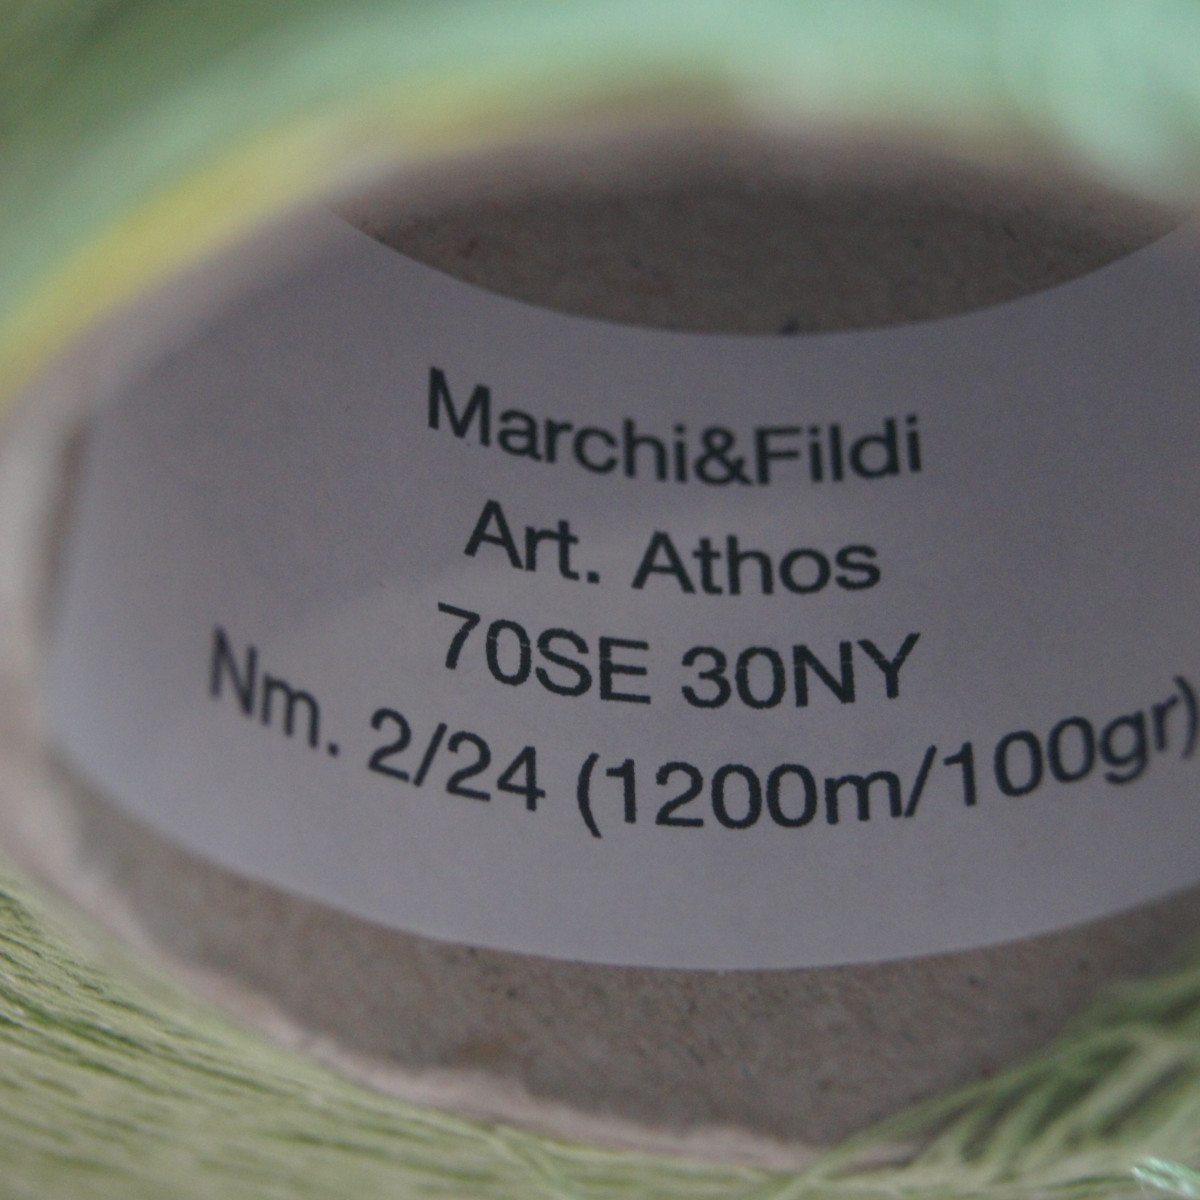 Marchi&Fildi
Art. Athos
70SE 30NY
Nm. 2/24 (1200m/100gr)